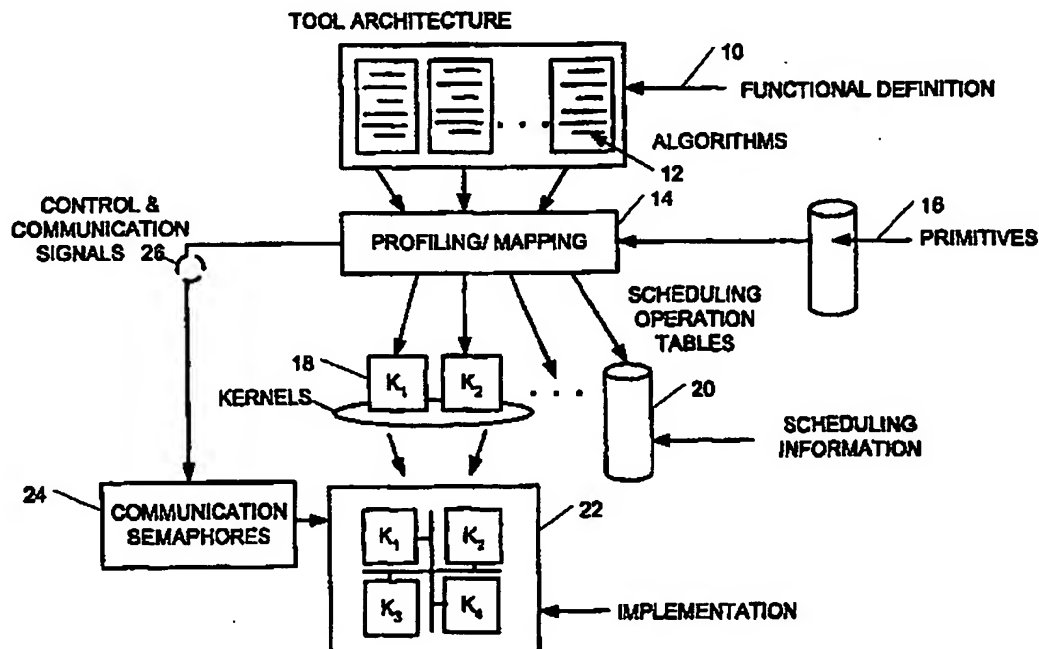 TOOL ARCHITECTURE
10
FUNCTIONAL DEFINITION
ALGORITHMS
12
CONTROL &
COMMUNICATION
SIGNALS 26
14
PROFILING/ MAPPING
16
PRIMITIVES
SCHEDULING
OPERATION
TABLES
18
K1
K2
KERNELS
20
SCHEDULING
INFORMATION
24
COMMUNICATION
SEMAPHORES
22
K1
K2
K3
K4
IMPLEMENTATION